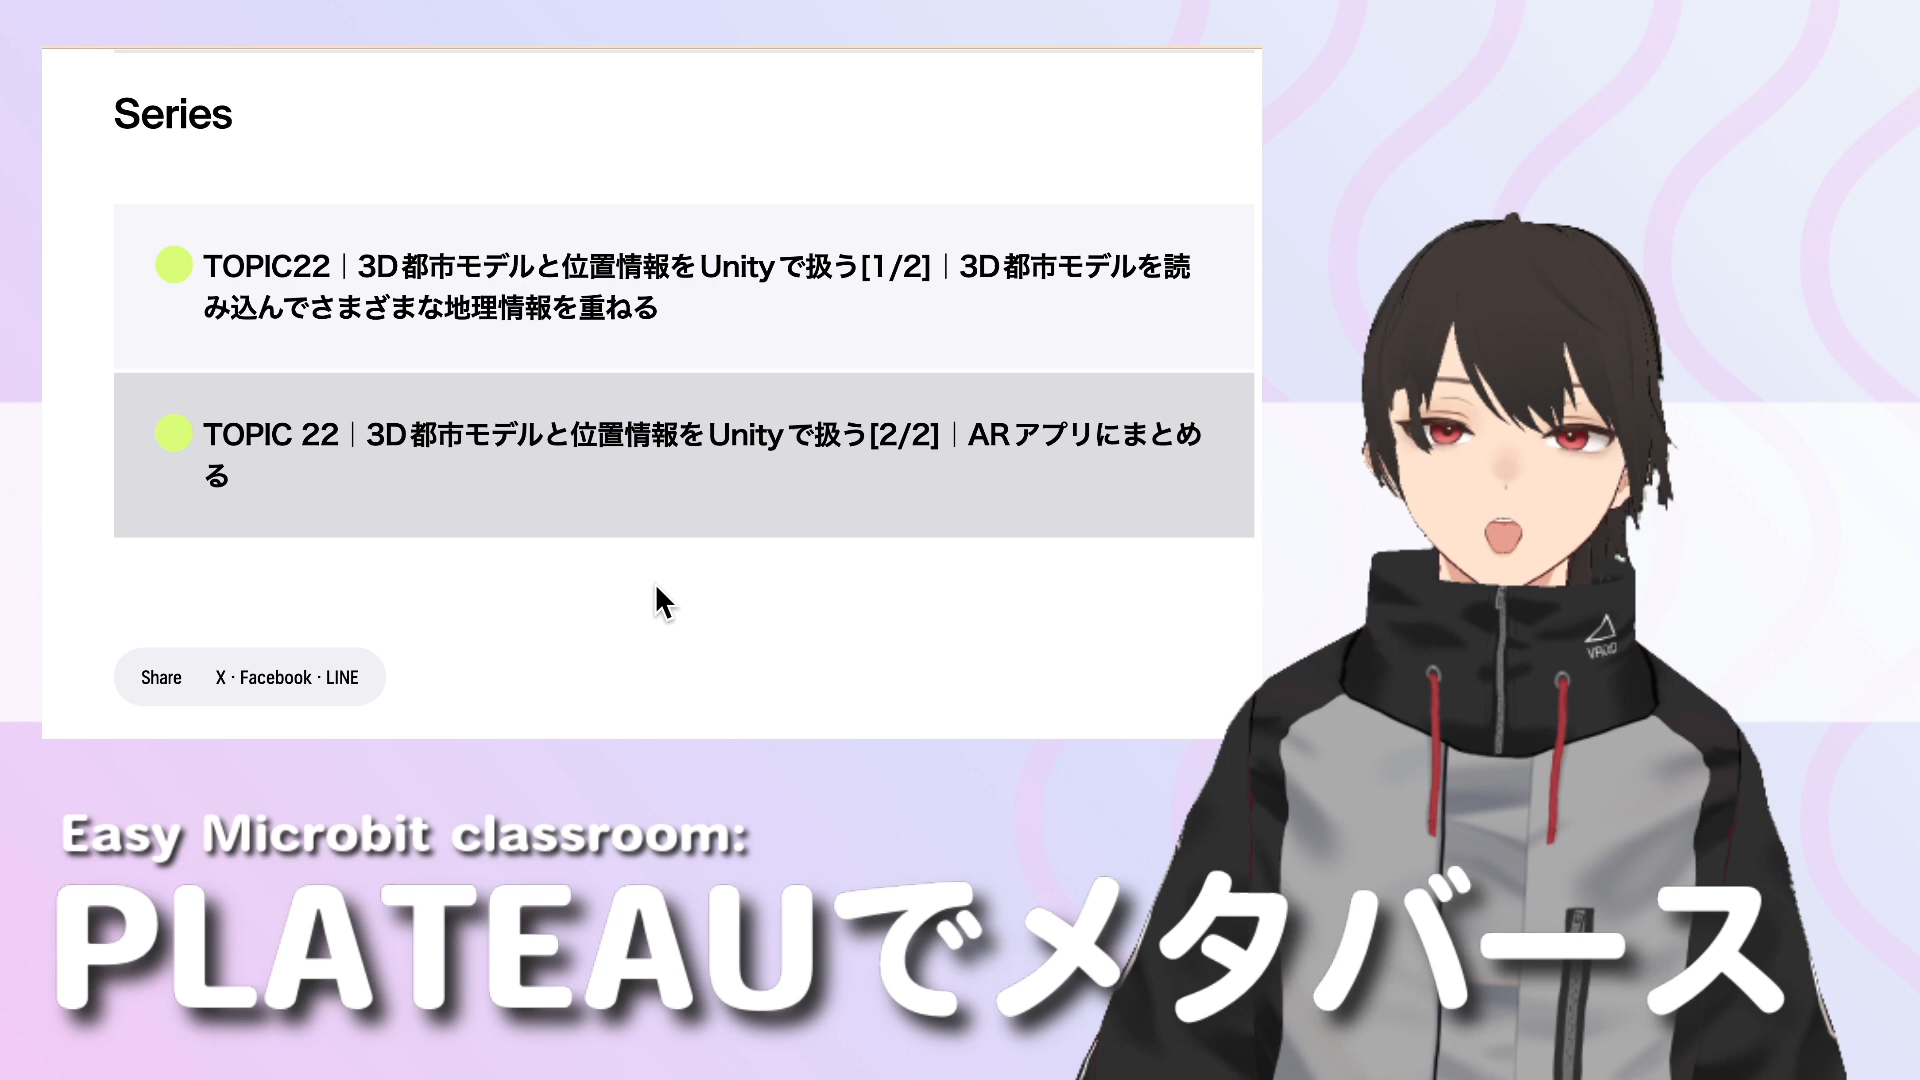 Series
TOPIC22｜3D都市モデルと位置情報をUnityで扱う[1/2]｜3D都市モデルを読
み込んでさまざまな地理情報を重ねる
TOPIC 22｜3D都市モデルと位置情報をUnityで扱う[2/2]｜ARアプリにまとめ
る
Share X · Facebook · LINE
VRoid
Easy Microbit classroom:
PLATEAUでメタバース